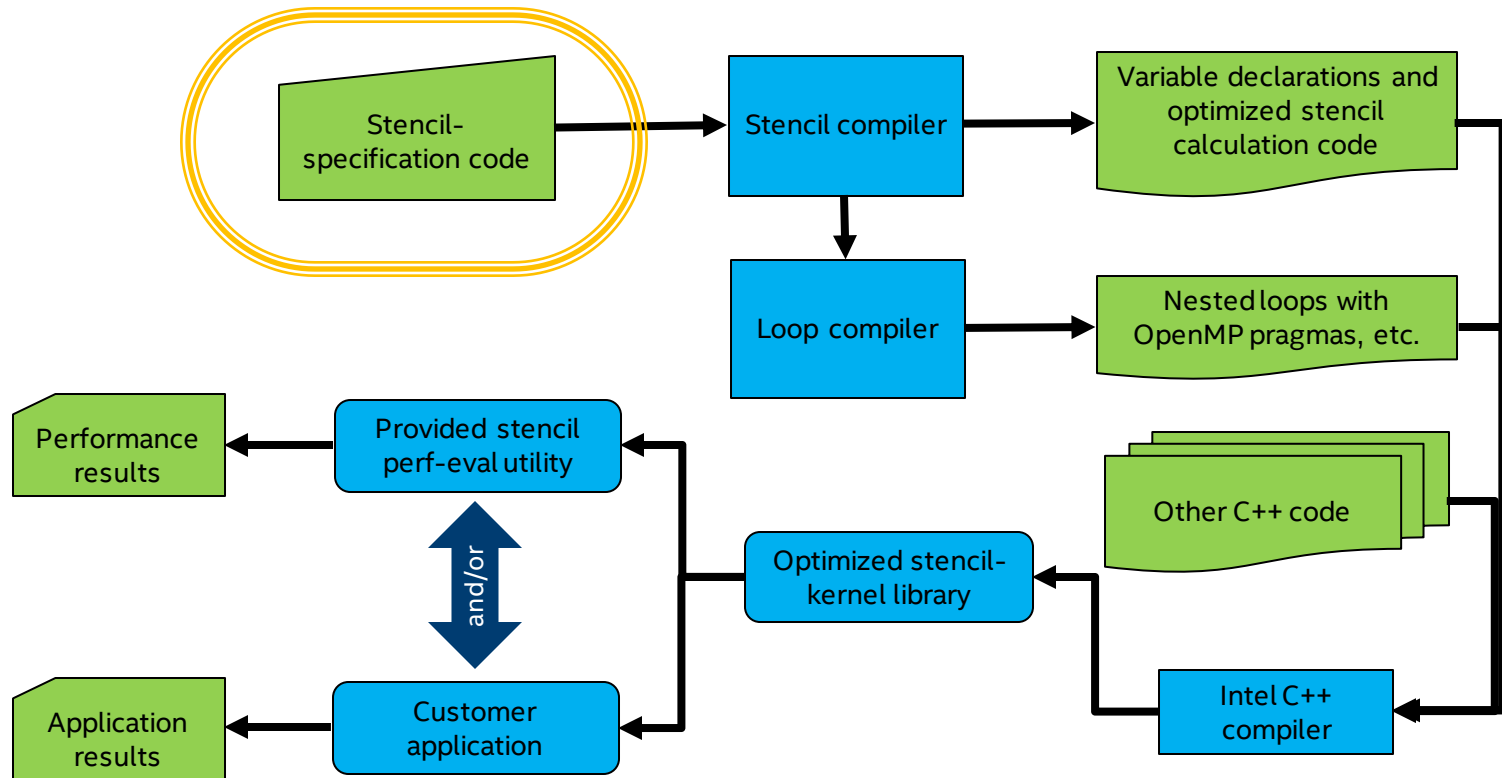 Stencil-
specification code
Stencil compiler
Variable declarations and
optimized stencil
calculation code
Loop compiler
Nested loops with
OpenMP pragmas, etc.
Performance
results
Provided stencil
perf-eval utility
Other C++ code
and/or
Optimized stencil-
kernel library
Application
results
Customer
application
Intel C++
compiler